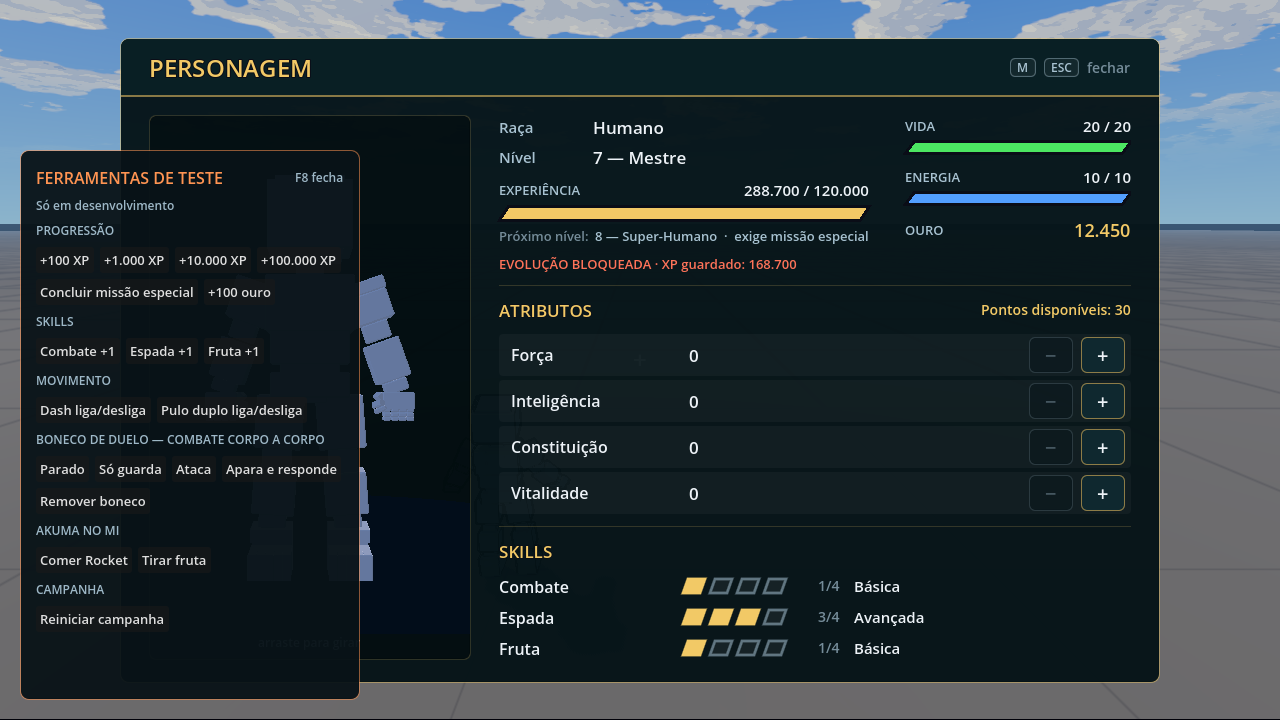 PERSONAGEM
M ESC fechar
FERRAMENTAS DE TESTE F8 fecha
Só em desenvolvimento
PROGRESSÃO
+100 XP +1.000 XP +10.000 XP +100.000 XP
Concluir missão especial +100 ouro
SKILLS
Combate +1 Espada +1 Fruta +1
MOVIMENTO
Dash liga/desliga Pulo duplo liga/desliga
BONECO DE DUELO — COMBATE CORPO A CORPO
Parado Só guarda Ataca Apara e responde
Remover boneco
AKUMA NO MI
Comer Rocket Tirar fruta
CAMPANHA
Reiniciar campanha
arraste para girar
Raça Humano
Nível 7 — Mestre
EXPERIÊNCIA 288.700 / 120.000
Próximo nível: 8 — Super-Humano · exige missão especial
EVOLUÇÃO BLOQUEADA · XP guardado: 168.700
VIDA 20 / 20
ENERGIA 10 / 10
OURO 12.450
ATRIBUTOS Pontos disponíveis: 30
Força 0 − +
Inteligência 0 − +
Constituição 0 − +
Vitalidade 0 − +
SKILLS
Combate 1/4 Básica
Espada 3/4 Avançada
Fruta 1/4 Básica